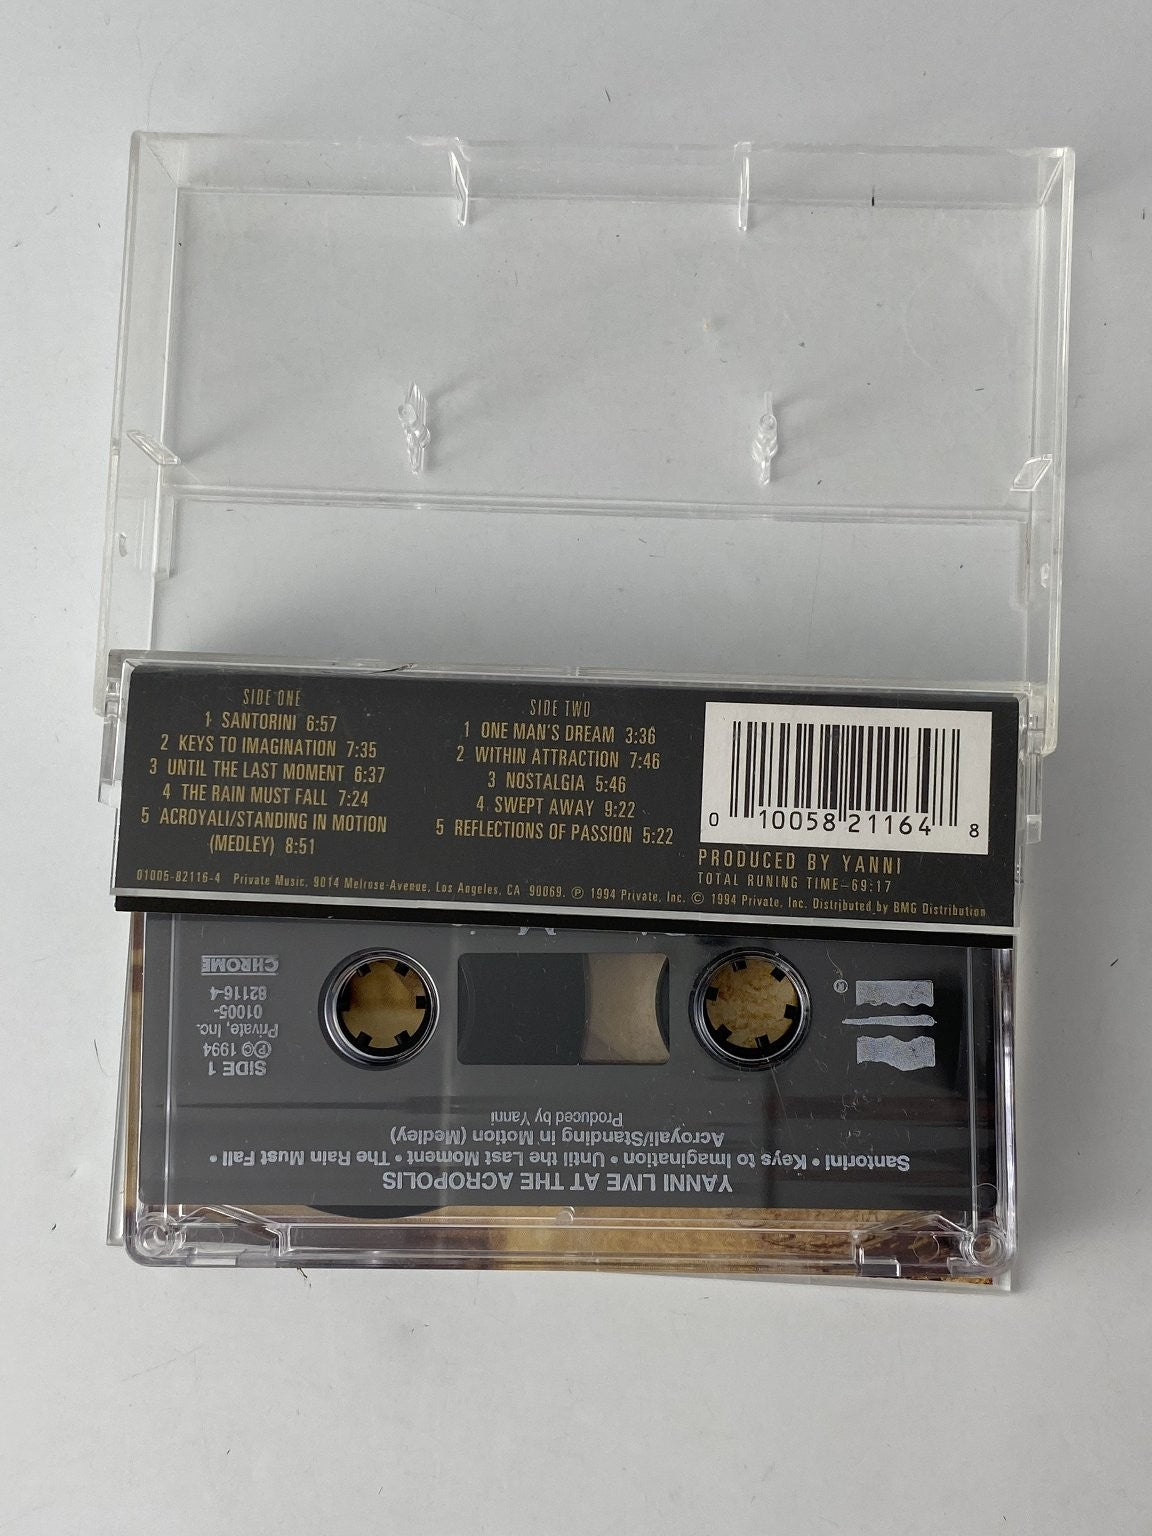 SIDE ONE
1 SANTORINI 6:57
2 KEYS TO IMAGINATION 7:35
3 UNTIL THE LAST MOMENT 6:37
4 THE RAIN MUST FALL 7:24
5 ACROYALI/STANDING IN MOTION
(MEDLEY) 8:51
SIDE TWO
1 ONE MAN'S DREAM 3:36
2 WITHIN ATTRACTION 7:46
3 NOSTALGIA 5:46
4 SWEPT AWAY 9:22
5 REFLECTIONS OF PASSION 5:22
0 10058 21164 8
PRODUCED BY YANNI
TOTAL RUNING TIME—69:17
01005-82116-4 Private Music, 9014 Melrose Avenue, Los Angeles, CA 90069. ℗ 1994 Private, Inc. © 1994 Private, Inc. Distributed by BMG Distribution
YANNI LIVE AT THE ACROPOLIS
Santorini • Keys to Imagination • Until the Last Moment • The Rain Must Fall •
Acroyali/Standing in Motion (Medley)
Produced by Yanni
SIDE 1
℗© 1994
Private, Inc.
01005-
82116-4
CHROME